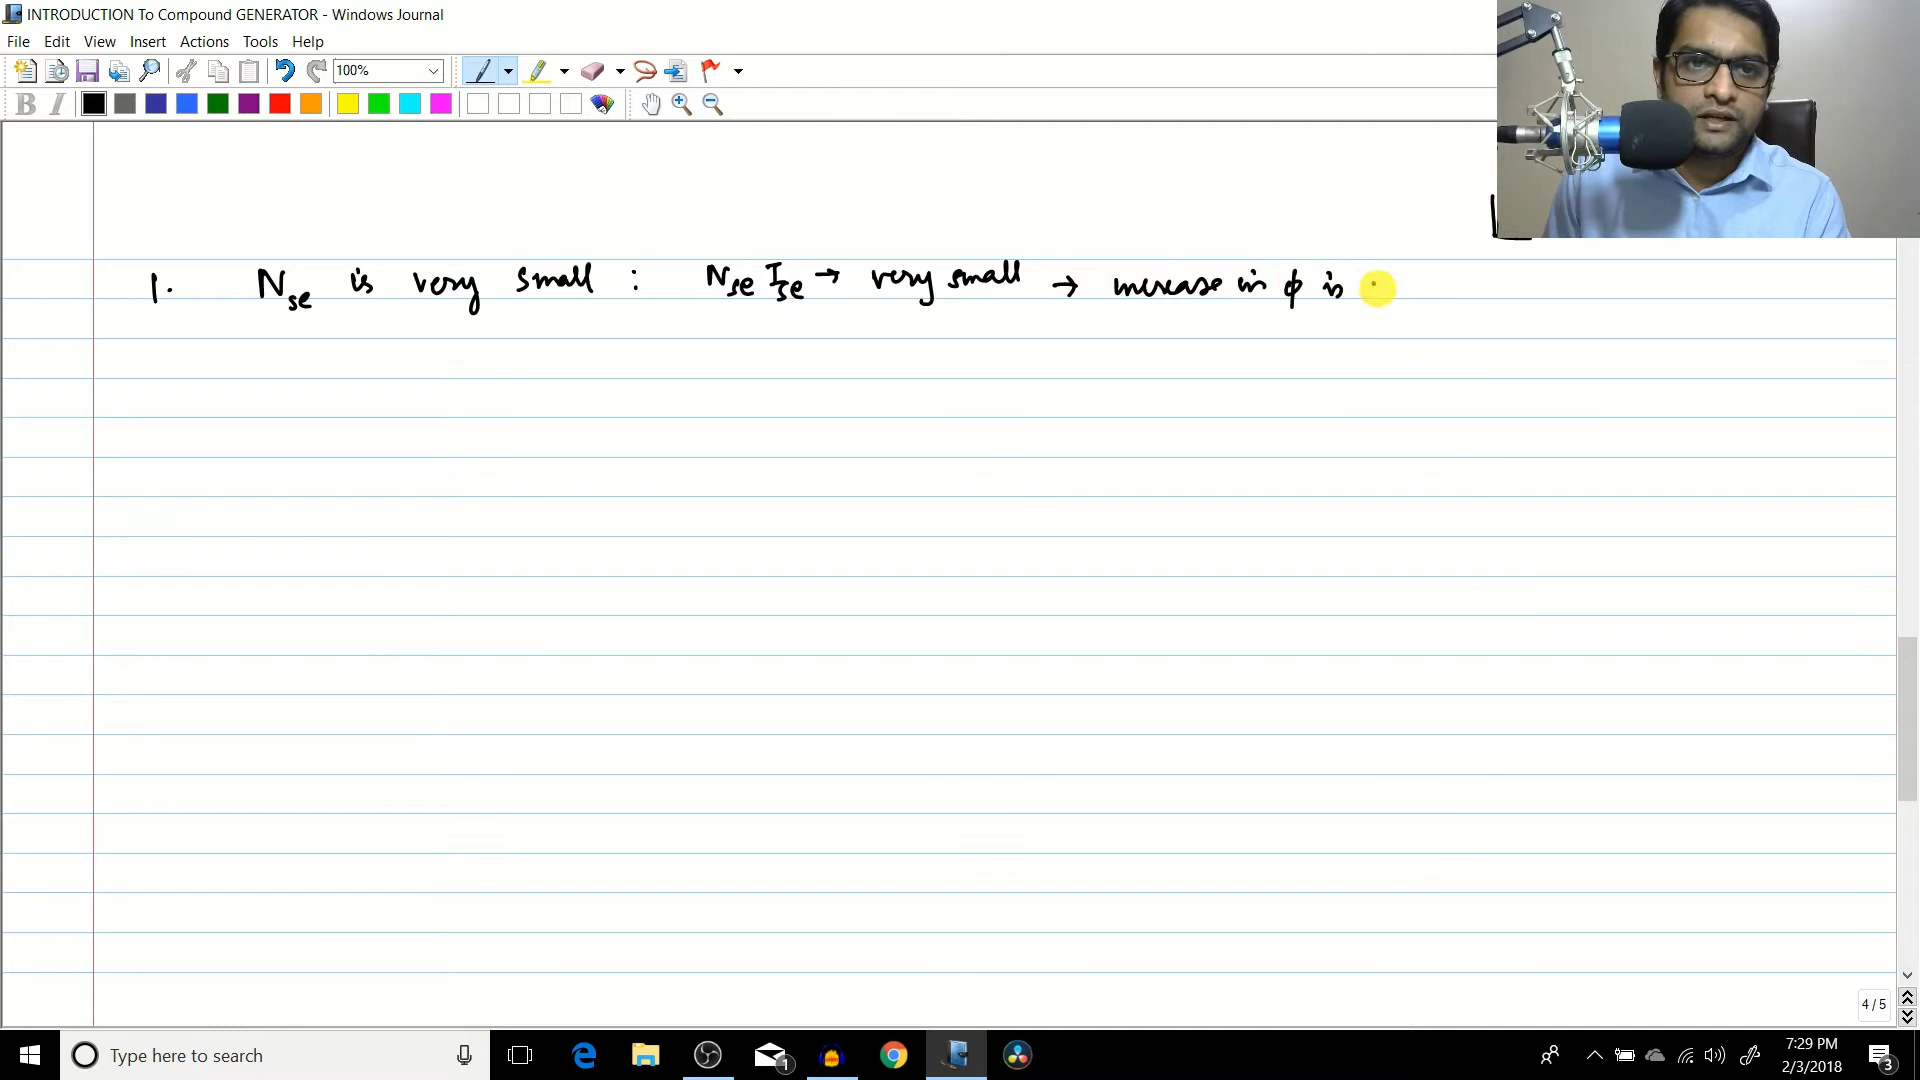 INTRODUCTION To Compound GENERATOR - Windows Journal
File Edit View Insert Actions Tools Help
100%
B I
1. Nse is very small : Nse Ise → very small → increase in φ is
4 / 5
Type here to search
1
7:29 PM
2/3/2018
3